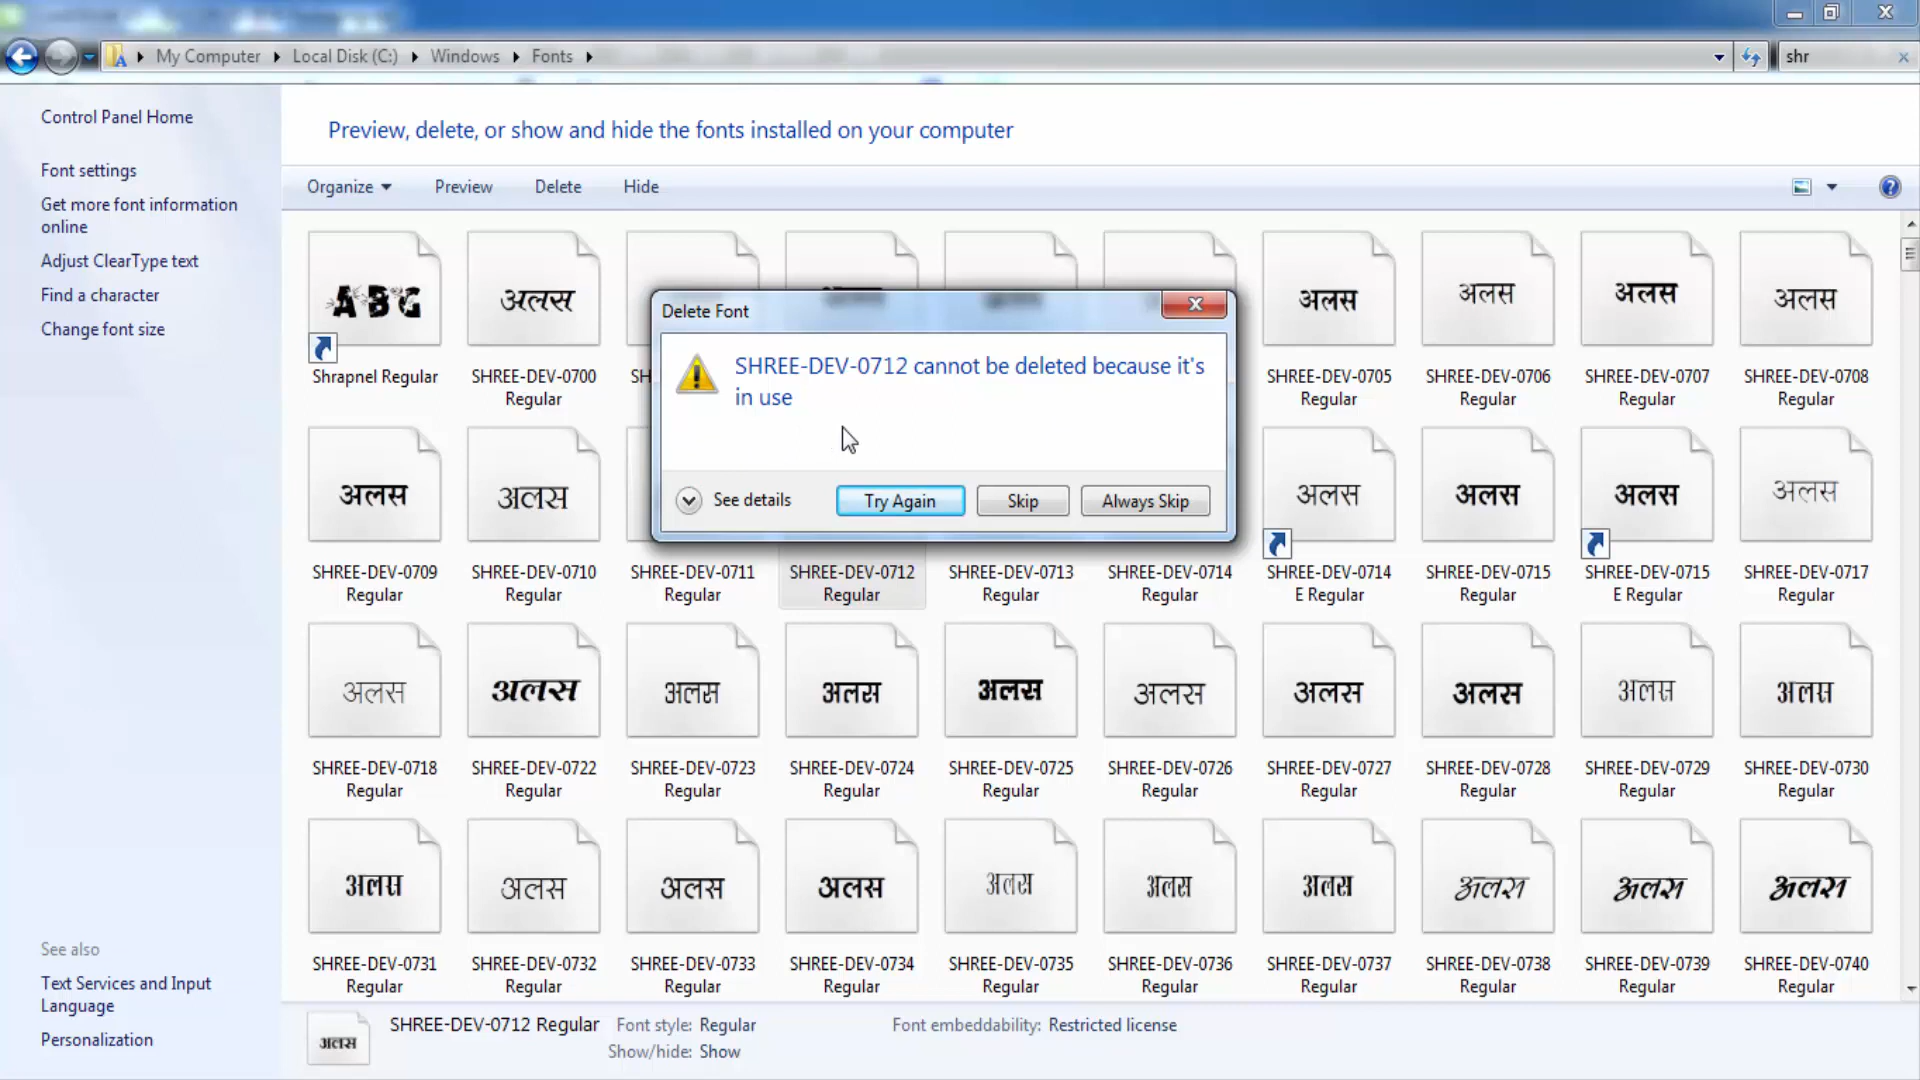 My Computer Local Disk (C:) Windows Fonts shr
Control Panel Home
Font settings
Get more font information
online
Adjust ClearType text
Find a character
Change font size
See also
Text Services and Input
Language
Personalization
Preview, delete, or show and hide the fonts installed on your computer
Organize Preview Delete Hide
ABG अलस अलस अलस अलस अलस
Shrapnel Regular
SHREE-DEV-0700
Regular
SH
SHREE-DEV-0705
Regular
SHREE-DEV-0706
Regular
SHREE-DEV-0707
Regular
SHREE-DEV-0708
Regular
Delete Font
SHREE-DEV-0712 cannot be deleted because it's
in use
See details Try Again Skip Always Skip
अलस अलस अलस अलस अलस अलस
SHREE-DEV-0709
Regular
SHREE-DEV-0710
Regular
SHREE-DEV-0711
Regular
SHREE-DEV-0712
Regular
SHREE-DEV-0713
Regular
SHREE-DEV-0714
Regular
SHREE-DEV-0714
E Regular
SHREE-DEV-0715
Regular
SHREE-DEV-0715
E Regular
SHREE-DEV-0717
Regular
अलस अलस अलस अलस अलस अलस अलस अलस अलस अलस
SHREE-DEV-0718
Regular
SHREE-DEV-0722
Regular
SHREE-DEV-0723
Regular
SHREE-DEV-0724
Regular
SHREE-DEV-0725
Regular
SHREE-DEV-0726
Regular
SHREE-DEV-0727
Regular
SHREE-DEV-0728
Regular
SHREE-DEV-0729
Regular
SHREE-DEV-0730
Regular
अलस अलस अलस अलस अलस अलस अलस अलस अलस अलस
SHREE-DEV-0731
Regular
SHREE-DEV-0732
Regular
SHREE-DEV-0733
Regular
SHREE-DEV-0734
Regular
SHREE-DEV-0735
Regular
SHREE-DEV-0736
Regular
SHREE-DEV-0737
Regular
SHREE-DEV-0738
Regular
SHREE-DEV-0739
Regular
SHREE-DEV-0740
Regular
अलस
SHREE-DEV-0712 Regular Font style: Regular Font embeddability: Restricted license
Show/hide: Show